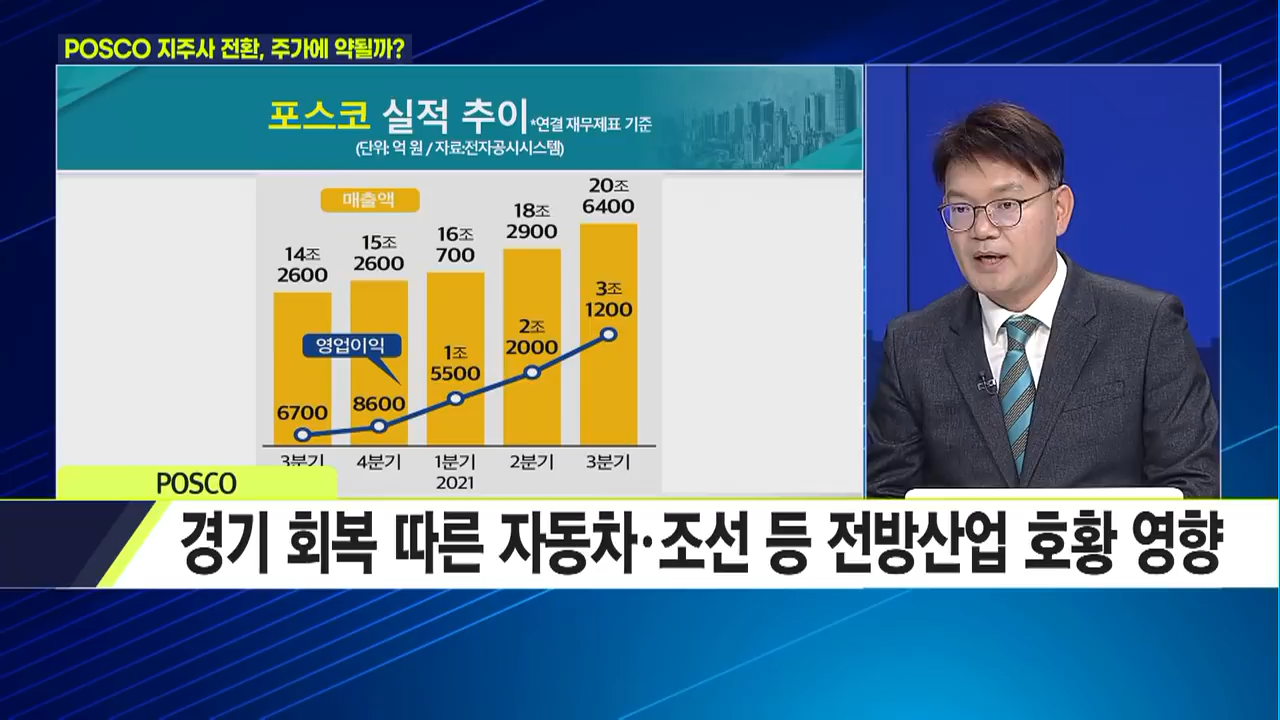 POSCO 지주사 전환, 주가에 약될까?
포스코 실적 추이 *연결 재무제표 기준
(단위: 억 원 / 자료:전자공시시스템)
매출액
14조
2600
15조
2600
16조
700
18조
2900
20조
6400
영업이익
6700
8600
1조
5500
2조
2000
3조
1200
3분기
4분기
1분기
2분기
3분기
2021
POSCO
경기 회복 따른 자동차·조선 등 전방산업 호황 영향